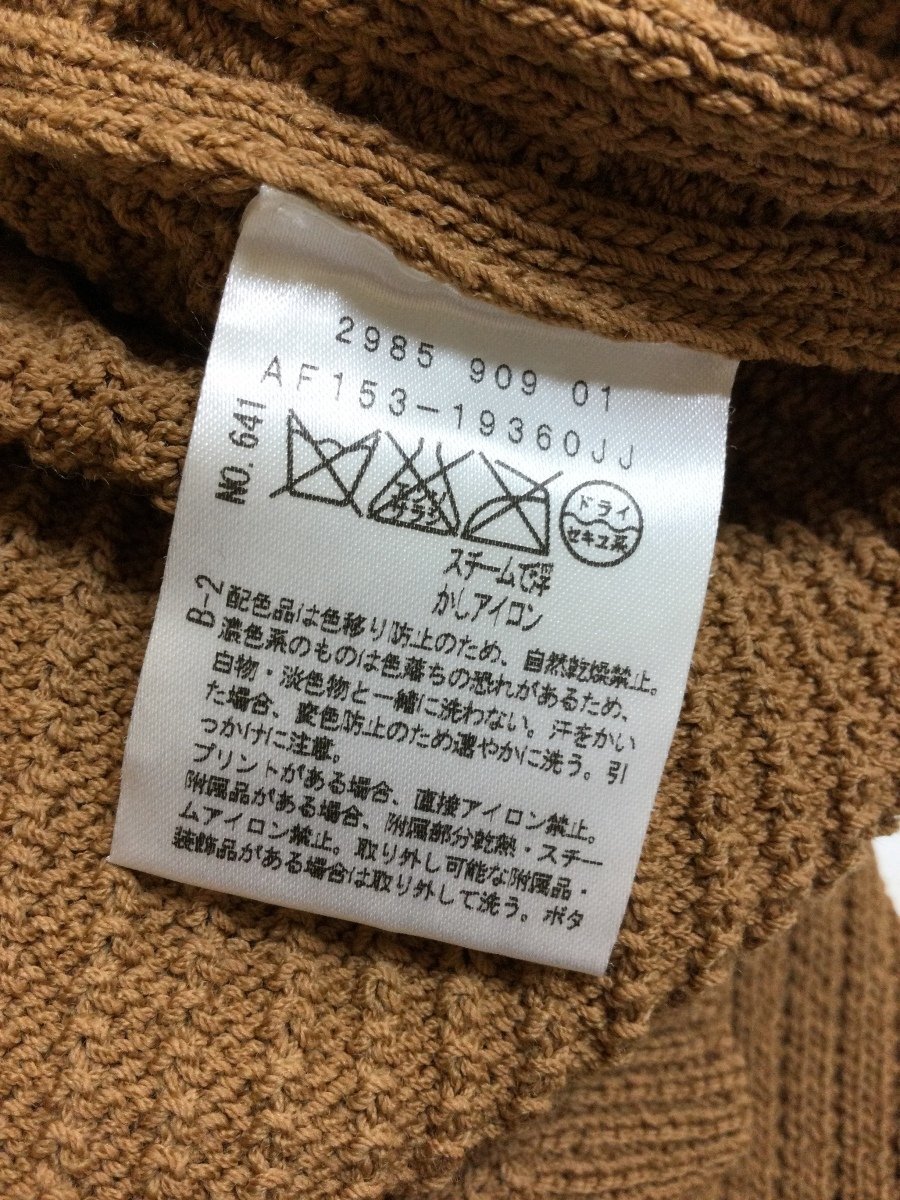 2985 909 01
AF153-19360JJ
NO. 641
エンソ
サラシ
ドライ
セキユ系
スチームで浮
かしアイロン
B-2
配色品は色移り防止のため、自然乾燥禁止。
濃色系のものは色落ちの恐れがあるため、
白物・淡色物と一緒に洗わない。汗をかい
た場合、変色防止のため速やかに洗う。引
っかけに注意。
プリントがある場合、直接アイロン禁止。
附属品がある場合、附属部分乾熱・スチー
ムアイロン禁止。取り外し可能な附属品・
装飾品がある場合は取り外して洗う。ボタ